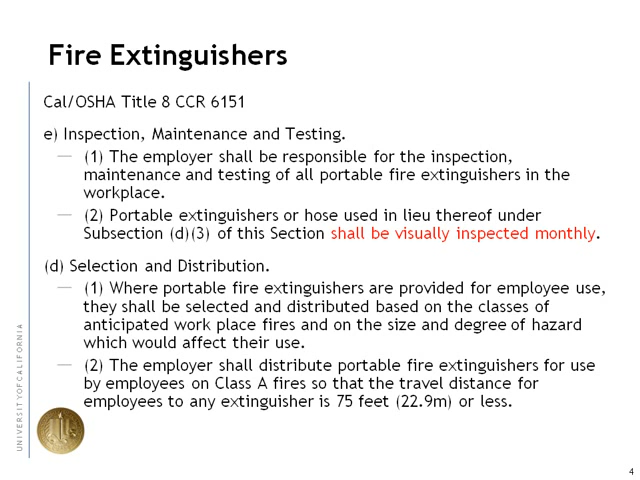 Fire Extinguishers
Cal/OSHA Title 8 CCR 6151
e) Inspection, Maintenance and Testing.
— (1) The employer shall be responsible for the inspection,
maintenance and testing of all portable fire extinguishers in the
workplace.
— (2) Portable extinguishers or hose used in lieu thereof under
Subsection (d)(3) of this Section shall be visually inspected monthly.
(d) Selection and Distribution.
— (1) Where portable fire extinguishers are provided for employee use,
they shall be selected and distributed based on the classes of
anticipated work place fires and on the size and degree of hazard
which would affect their use.
— (2) The employer shall distribute portable fire extinguishers for use
by employees on Class A fires so that the travel distance for
employees to any extinguisher is 75 feet (22.9m) or less.
UNIVERSITY OF CALIFORNIA
4